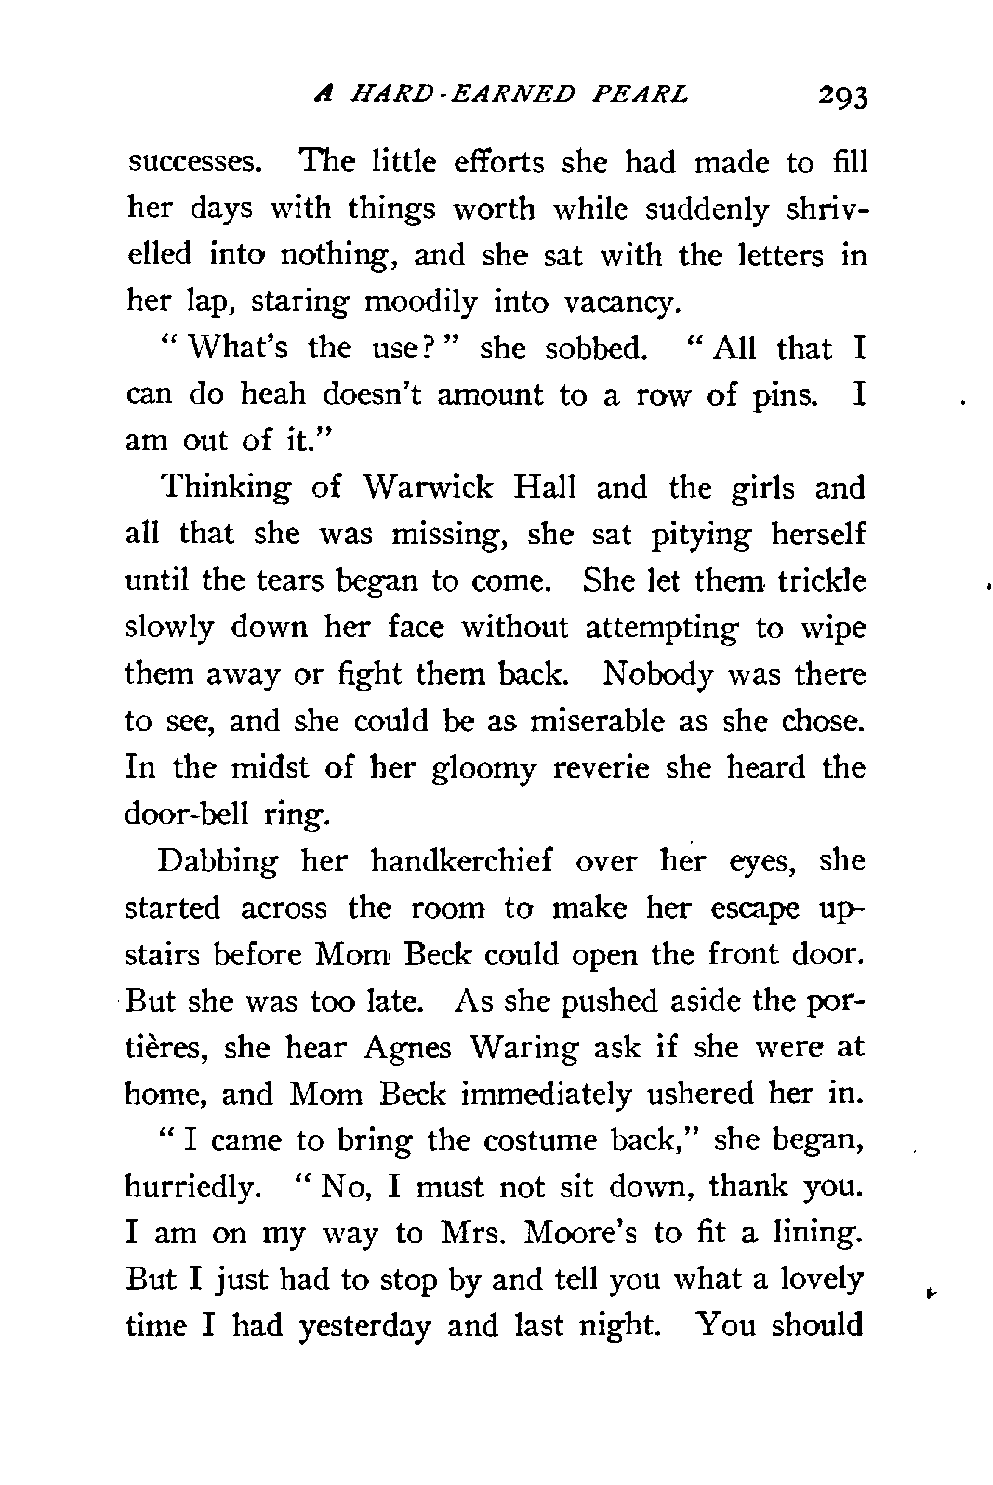 A HARD-EARNED PEARL 293
successes. The little efforts she had made to fill
her days with things worth while suddenly shriv-
elled into nothing, and she sat with the letters in
her lap, staring moodily into vacancy.
“ What’s the use? ” she sobbed. “ All that I
can do heah doesn’t amount to a row of pins. I
am out of it.”
Thinking of Warwick Hall and the girls and
all that she was missing, she sat pitying herself
until the tears began to come. She let them trickle
slowly down her face without attempting to wipe
them away or fight them back. Nobody was there
to see, and she could be as miserable as she chose.
In the midst of her gloomy reverie she heard the
door-bell ring.
Dabbing her handkerchief over her eyes, she
started across the room to make her escape up-
stairs before Mom Beck could open the front door.
But she was too late. As she pushed aside the por-
tières, she hear Agnes Waring ask if she were at
home, and Mom Beck immediately ushered her in.
“ I came to bring the costume back,” she began,
hurriedly. “ No, I must not sit down, thank you.
I am on my way to Mrs. Moore’s to fit a lining.
But I just had to stop by and tell you what a lovely
time I had yesterday and last night. You should